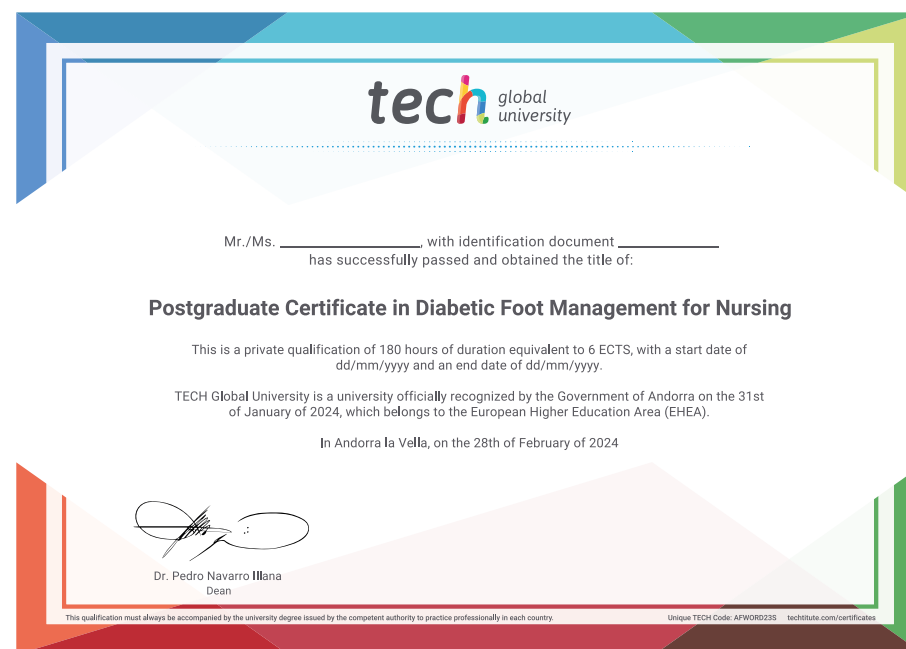 tech global university
Mr./Ms. ____________________, with identification document ______________
has successfully passed and obtained the title of:
Postgraduate Certificate in Diabetic Foot Management for Nursing
This is a private qualification of 180 hours of duration equivalent to 6 ECTS, with a start date of
dd/mm/yyyy and an end date of dd/mm/yyyy.
TECH Global University is a university officially recognized by the Government of Andorra on the 31st
of January of 2024, which belongs to the European Higher Education Area (EHEA).
In Andorra la Vella, on the 28th of February of 2024
Dr. Pedro Navarro Illana
Dean
This qualification must always be accompanied by the university degree issued by the competent authority to practice professionally in each country.
Unique TECH Code: AFWORD23S techtitute.com/certificates